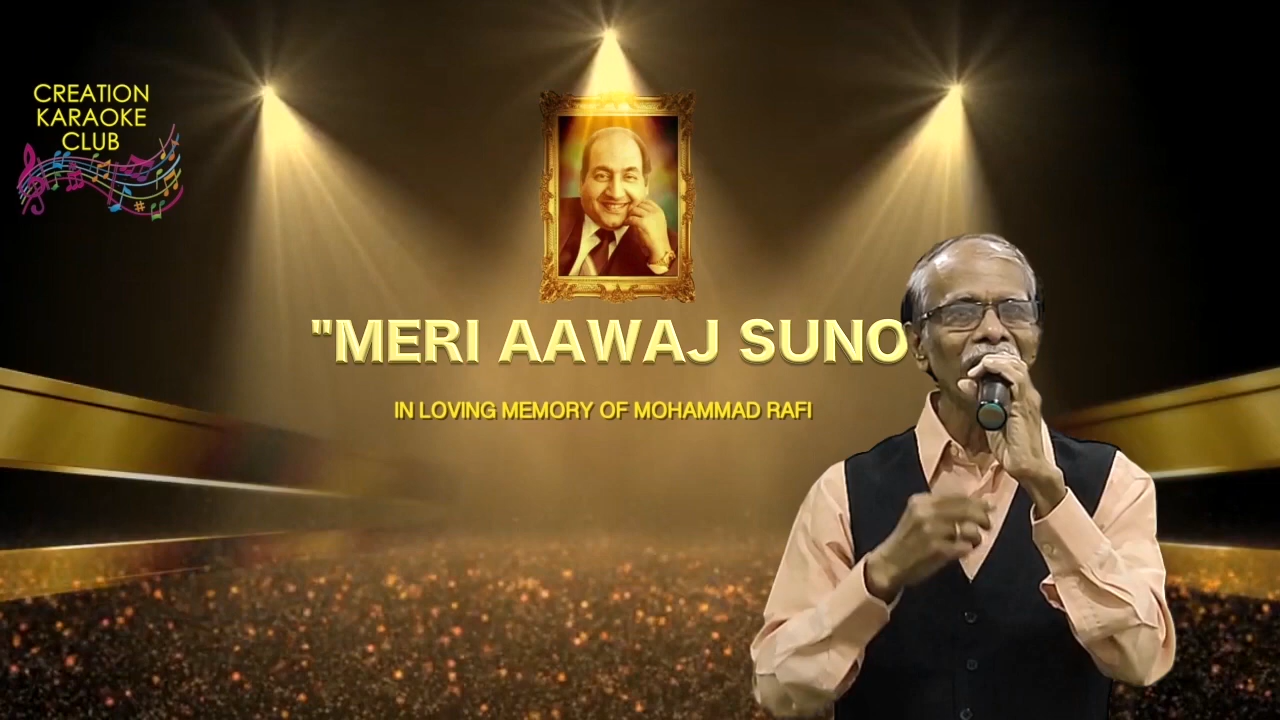 CREATION
KARAOKE
CLUB
"MERI AAWAJ SUNO
IN LOVING MEMORY OF MOHAMMAD RAFI